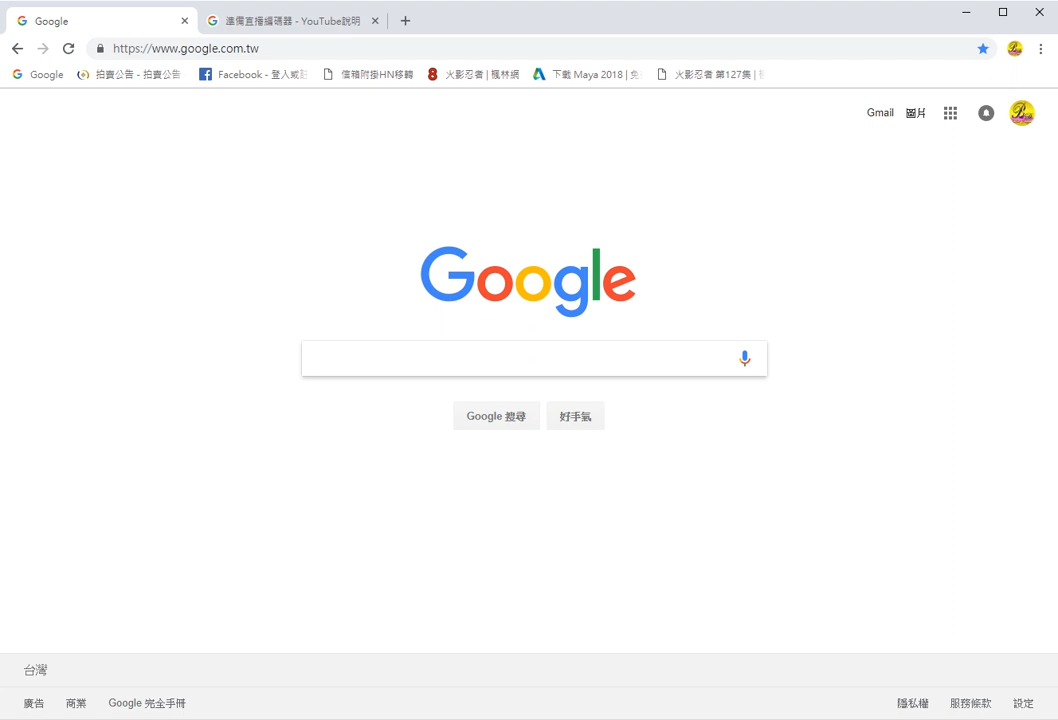 Google
準備直播編碼器 - YouTube說明
https://www.google.com.tw
Google
拍賣公告 - 拍賣公告
Facebook - 登入或註
信箱附掛HN移轉
火影忍者 | 楓林網
下載 Maya 2018 | 免
火影忍者 第127集 |
Gmail 圖片
Google
Google 搜尋
好手氣
台灣
廣告 商業 Google 完全手冊 隱私權 服務條款 設定